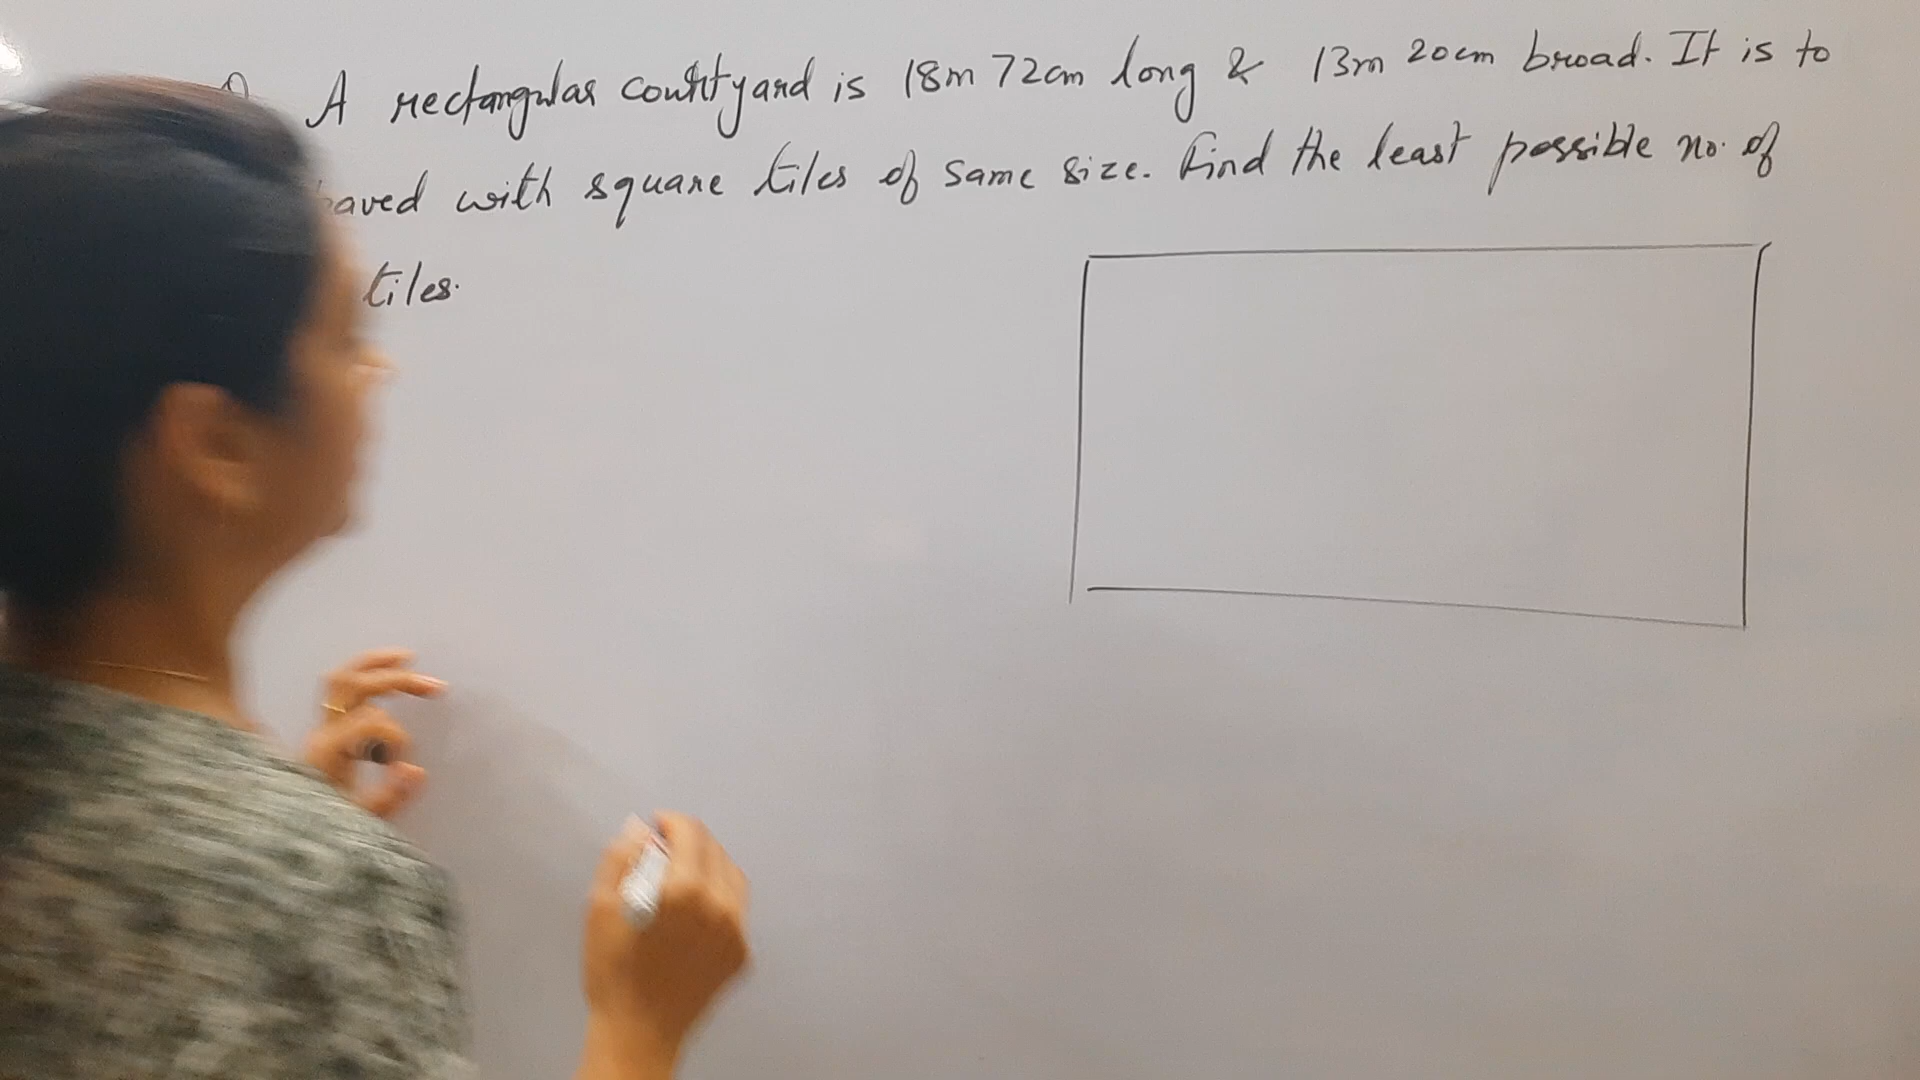 Q A rectangular courtyard is 18m 72cm long & 13m 20cm broad. It is to
paved with square tiles of same size. Find the least possible no. of
tiles.